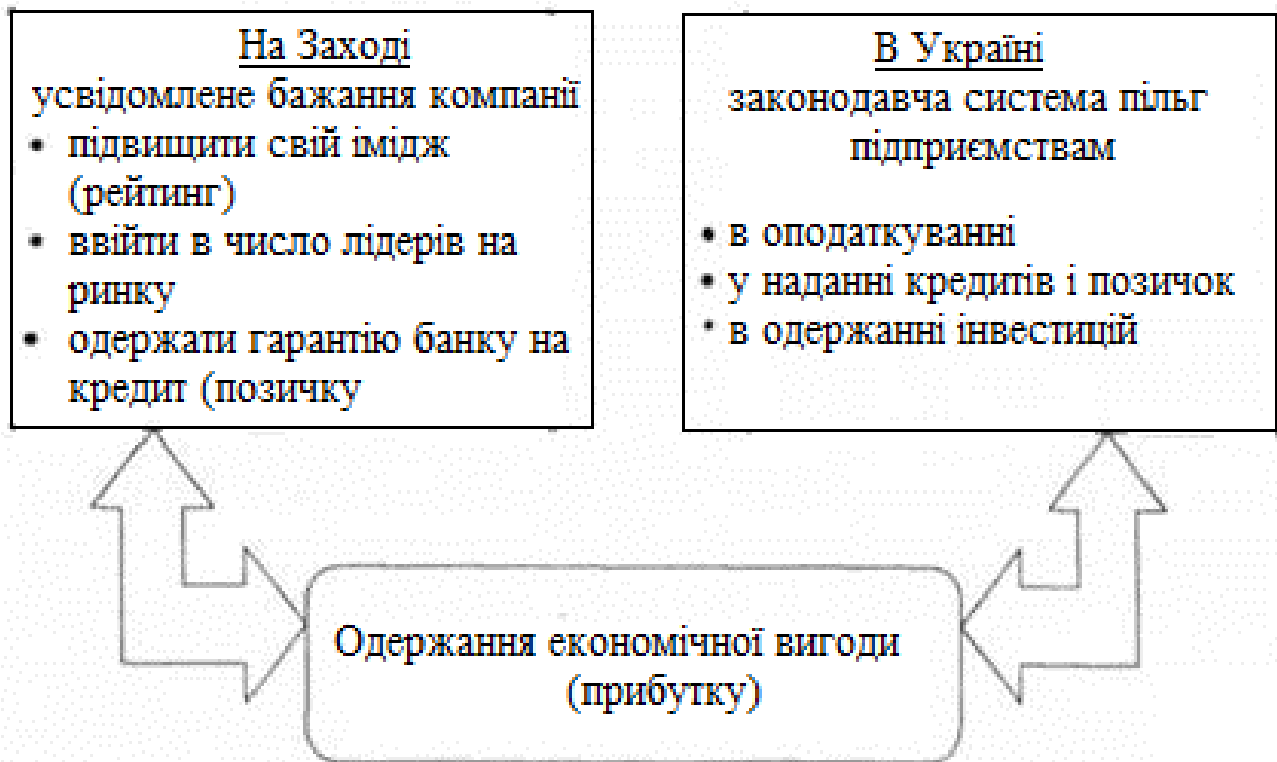 На Заході
усвідомлене бажання компанії
• підвищити свій імідж
(рейтинг)
• ввійти в число лідерів на
ринку
• одержати гарантію банку на
кредит (позичку
В Україні
законодавча система пільг
підприємствам
• в оподаткуванні
• у наданні кредитів і позичок
• в одержанні інвестицій
Одержання економічної вигоди
(прибутку)